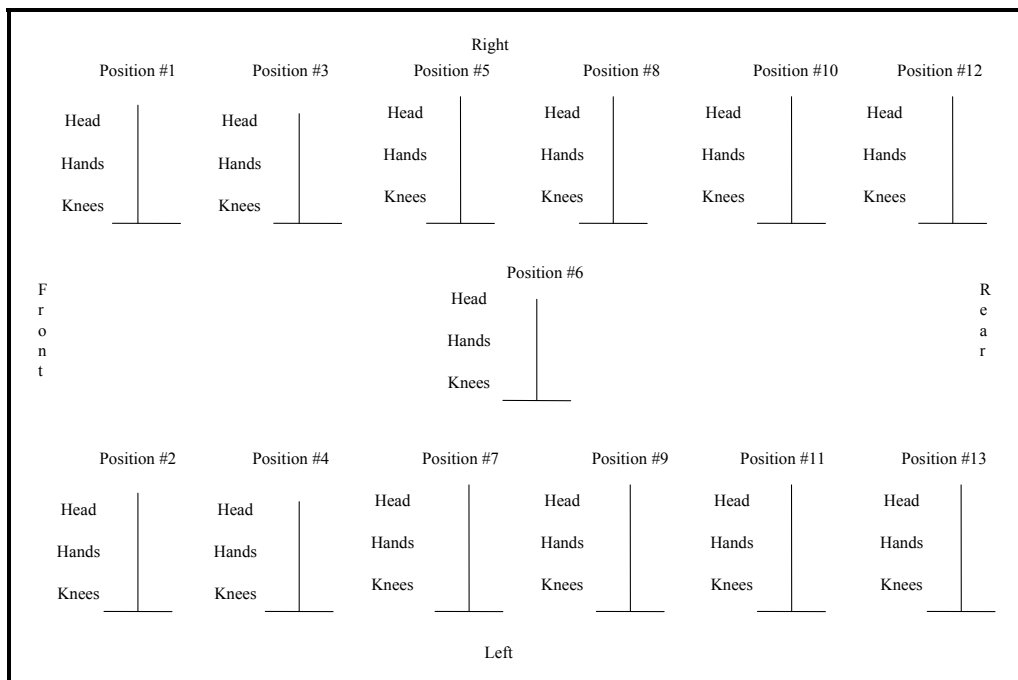 Right
Position #1 Position #3 Position #5 Position #8 Position #10 Position #12
Head Head Head Head Head Head
Hands Hands Hands Hands Hands Hands
Knees Knees Knees Knees Knees Knees
Front
Position #6
Head
Hands
Knees
Rear
Position #2 Position #4 Position #7 Position #9 Position #11 Position #13
Head Head Head Head Head Head
Hands Hands Hands Hands Hands Hands
Knees Knees Knees Knees Knees Knees
Left